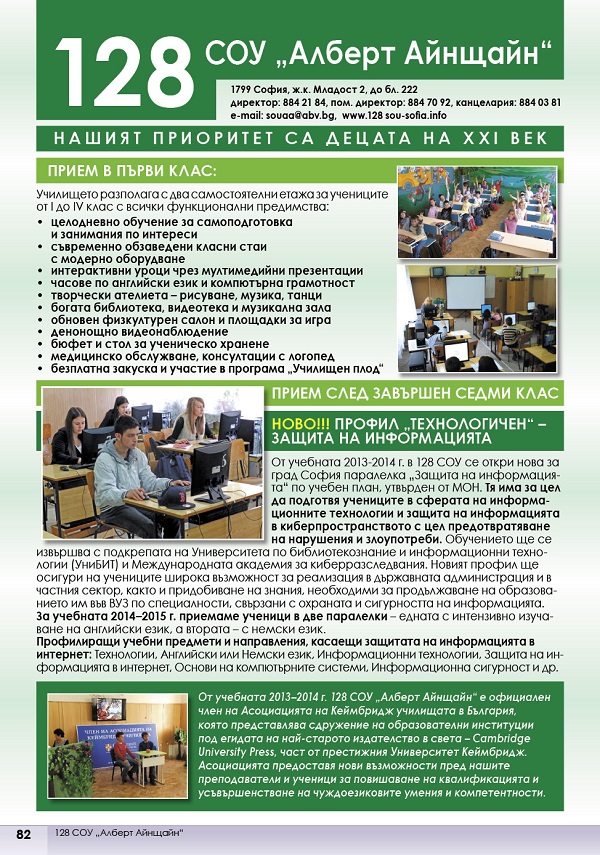 128
СОУ „Алберт Айнщайн“
1799 София, ж.к. Младост 2, до бл. 222
директор: 884 21 84, пом. директор: 884 70 92, канцелария: 884 03 81
e-mail: souaa@abv.bg,  www.128 sou-sofia.info
НАШИЯТ ПРИОРИТЕТ СА ДЕЦАТА НА XXI ВЕК
ПРИЕМ В ПЪРВИ КЛАС:
Училището разполага с два самостоятелни етажа за учениците
от I до IV клас с всички функционални предимства:
• целодневно обучение за самоподготовка
и занимания по интереси
• съвременно обзаведени класни стаи
с модерно оборудване
• интерактивни уроци чрез мултимедийни презентации
• часове по английски език и компютърна грамотност
• творчески ателиета – рисуване, музика, танци
• богата библиотека, видеотека и музикална зала
• обновен физкултурен салон и площадки за игра
• денонощно видеонаблюдение
• бюфет и стол за ученическо хранене
• медицинско обслужване, консултации с логопед
• безплатна закуска и участие в програма „Училищен плод“
ПРИЕМ СЛЕД ЗАВЪРШЕН СЕДМИ КЛАС
НОВО!!! ПРОФИЛ „ТЕХНОЛОГИЧЕН“ –
ЗАЩИТА НА ИНФОРМАЦИЯТА
От учебната 2013-2014 г. в 128 СОУ се откри нова за
град София паралелка „Защита на информация-
та“ по учебен план, утвърден от МОН. Тя има за цел
да подготвя учениците в сферата на информа-
ционните технологии и защита на информацията
в киберпространството с цел предотвратяване
на нарушения и злоупотреби. Обучението ще се
извършва с подкрепата на Университета по библиотекознание и информационни техно-
логии (УниБИТ) и Международната академия за киберразследвания. Новият профил ще
осигури на учениците широка възможност за реализация в държавната администрация и в
частния сектор, както и придобиване на знания, необходими за продължаване на образова-
нието им във ВУЗ по специалности, свързани с охраната и сигурността на информацията.
За учебната 2014–2015 г. приемаме ученици в две паралелки – едната с интензивно изуча-
ване на английски език, а втората – с немски език.
Профилиращи учебни предмети и направления, касаещи защитата на информацията в
интернет: Технологии, Английски или Немски език, Информационни технологии, Защита на ин-
формацията в интернет, Основи на компютърните системи, Информационна сигурност и др.
ЧЛЕН НА АСОЦИАЦИЯТА НА
КЕЙМБРИДЖ УЧИЛИЩА
От учебната 2013–2014 г. 128 СОУ „Алберт Айнщайн“ е официален
член на Асоциацията на Кеймбридж училищата в България,
която представлява сдружение на образователни институции
под егидата на най-старото издателство в света – Cambridge
University Press, част от престижния Университет Кеймбридж.
Асоциацията предоставя нови възможности пред нашите
преподаватели и ученици за повишаване на квалификацията и
усъвършенстване на чуждоезиковите умения и компетентности.
82
128 СОУ „Алберт Айнщайн“